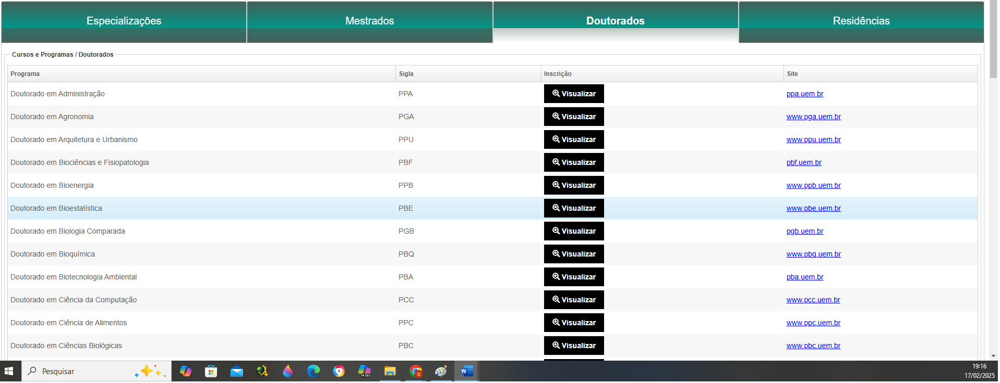 Especializações Mestrados Doutorados Residências
Cursos e Programas / Doutorados
Programa Sigla Inscrição Site
Doutorado em Administração PPA Visualizar ppa.uem.br
Doutorado em Agronomia PGA Visualizar www.pga.uem.br
Doutorado em Arquitetura e Urbanismo PPU Visualizar www.ppu.uem.br
Doutorado em Biociências e Fisiopatologia PBF Visualizar pbf.uem.br
Doutorado em Bioenergia PPB Visualizar www.ppb.uem.br
Doutorado em Bioestatística PBE Visualizar www.pbe.uem.br
Doutorado em Biologia Comparada PGB Visualizar pgb.uem.br
Doutorado em Bioquímica PBQ Visualizar www.pbq.uem.br
Doutorado em Biotecnologia Ambiental PBA Visualizar pba.uem.br
Doutorado em Ciência da Computação PCC Visualizar www.pcc.uem.br
Doutorado em Ciência de Alimentos PPC Visualizar www.ppc.uem.br
Doutorado em Ciências Biológicas PBC Visualizar www.pbc.uem.br
Pesquisar M365 D W 19:16
17/02/2025